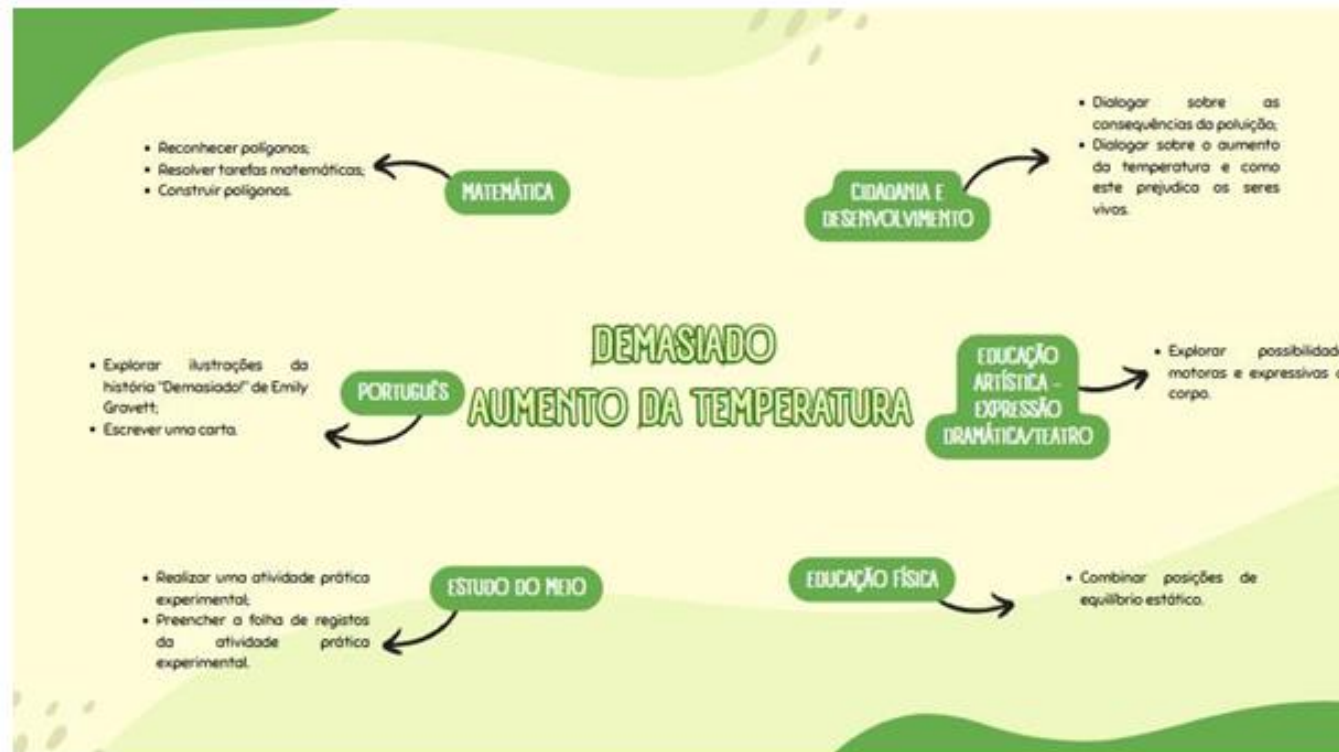 • Reconhecer polígonos;
• Resolver tarefas matemáticas;
• Construir polígonos.
MATEMÁTICA
CIDADANIA E
DESENVOLVIMENTO
• Dialogar sobre as
consequências da poluição;
• Dialogar sobre o aumento
da temperatura e como
este prejudica os seres
vivos.
DEMASIADO
AUMENTO DA TEMPERATURA
• Explorar ilustrações da
história "Demasiado!" de Emily
Gravett;
• Escrever uma carta.
PORTUGUÊS
EDUCAÇÃO
ARTÍSTICA -
EXPRESSÃO
DRAMÁTICA/TEATRO
• Explorar
motoras e expressivas
corpo.
• Realizar uma atividade prática
experimental;
• Preencher a folha de registos
da atividade prática
experimental.
ESTUDO DO MEIO
EDUCAÇÃO FÍSICA
• Combinar posições de
equilíbrio estático.